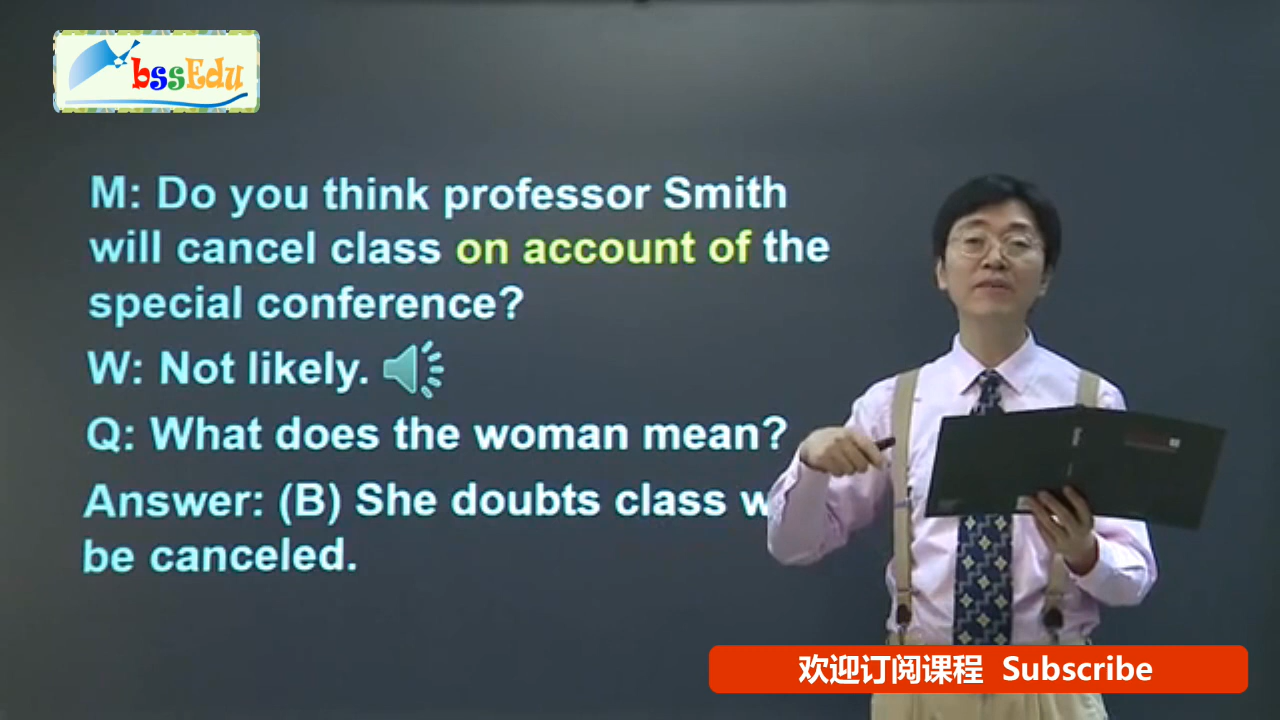 bssEdu
M: Do you think professor Smith
will cancel class on account of the
special conference?
W: Not likely.
Q: What does the woman mean?
Answer: (B) She doubts class
be canceled.
欢迎订阅课程 Subscribe